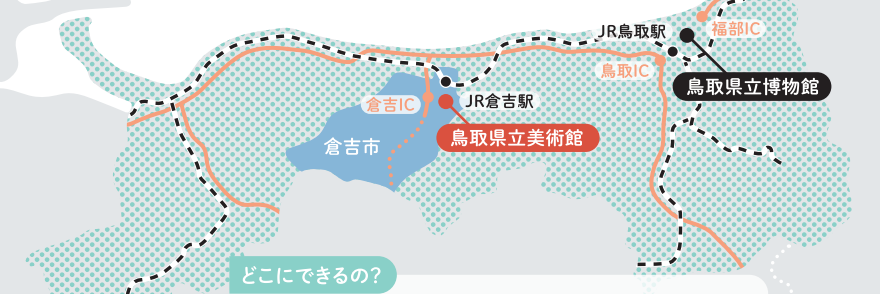 JR鳥取駅
福部IC
鳥取IC
鳥取県立博物館
倉吉IC
JR倉吉駅
鳥取県立美術館
倉吉市
どこにできるの?